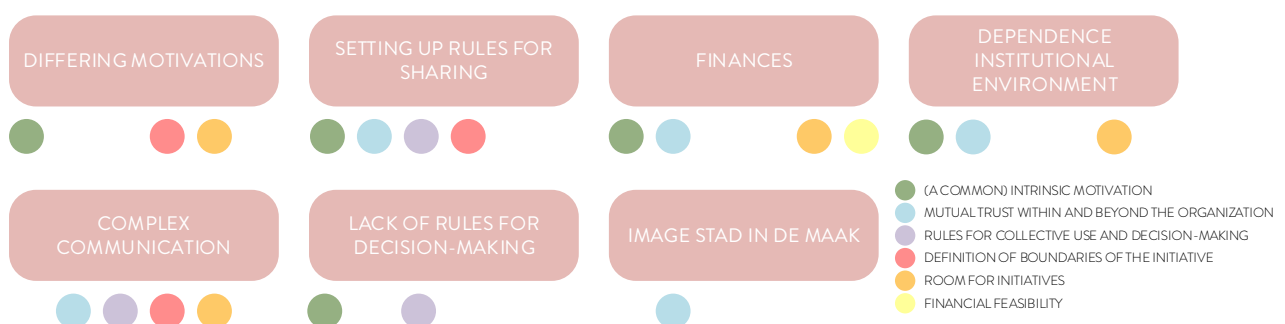 DIFFERING MOTIVATIONS
SETTING UP RULES FOR
SHARING
FINANCES
DEPENDENCE
INSTITUTIONAL
ENVIRONMENT
COMPLEX
COMMUNICATION
LACK OF RULES FOR
DECISION-MAKING
IMAGE STAD IN DE MAAK
(A COMMON) INTRINSIC MOTIVATION
MUTUAL TRUST WITHIN AND BEYOND THE ORGANIZATION
RULES FOR COLLECTIVE USE AND DECISION-MAKING
DEFINITION OF BOUNDARIES OF THE INITIATIVE
ROOM FOR INITIATIVES
FINANCIAL FEASIBILITY